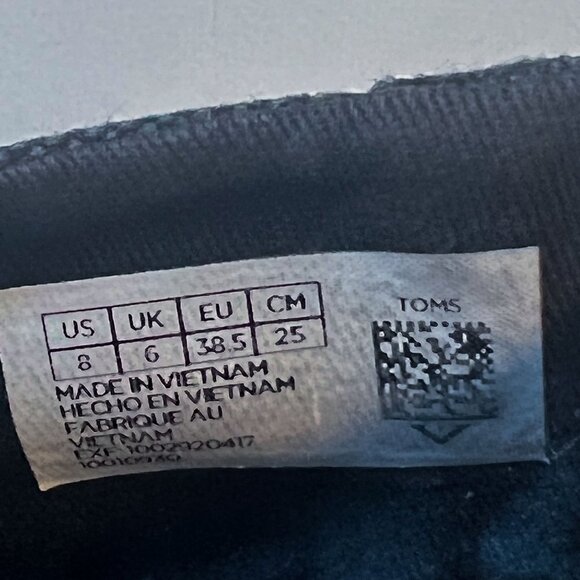 US UK EU CM
8 6 38.5 25
MADE IN VIETNAM
HECHO EN VIETNAM
FABRIQUE AU
VIETNAM
TOMS